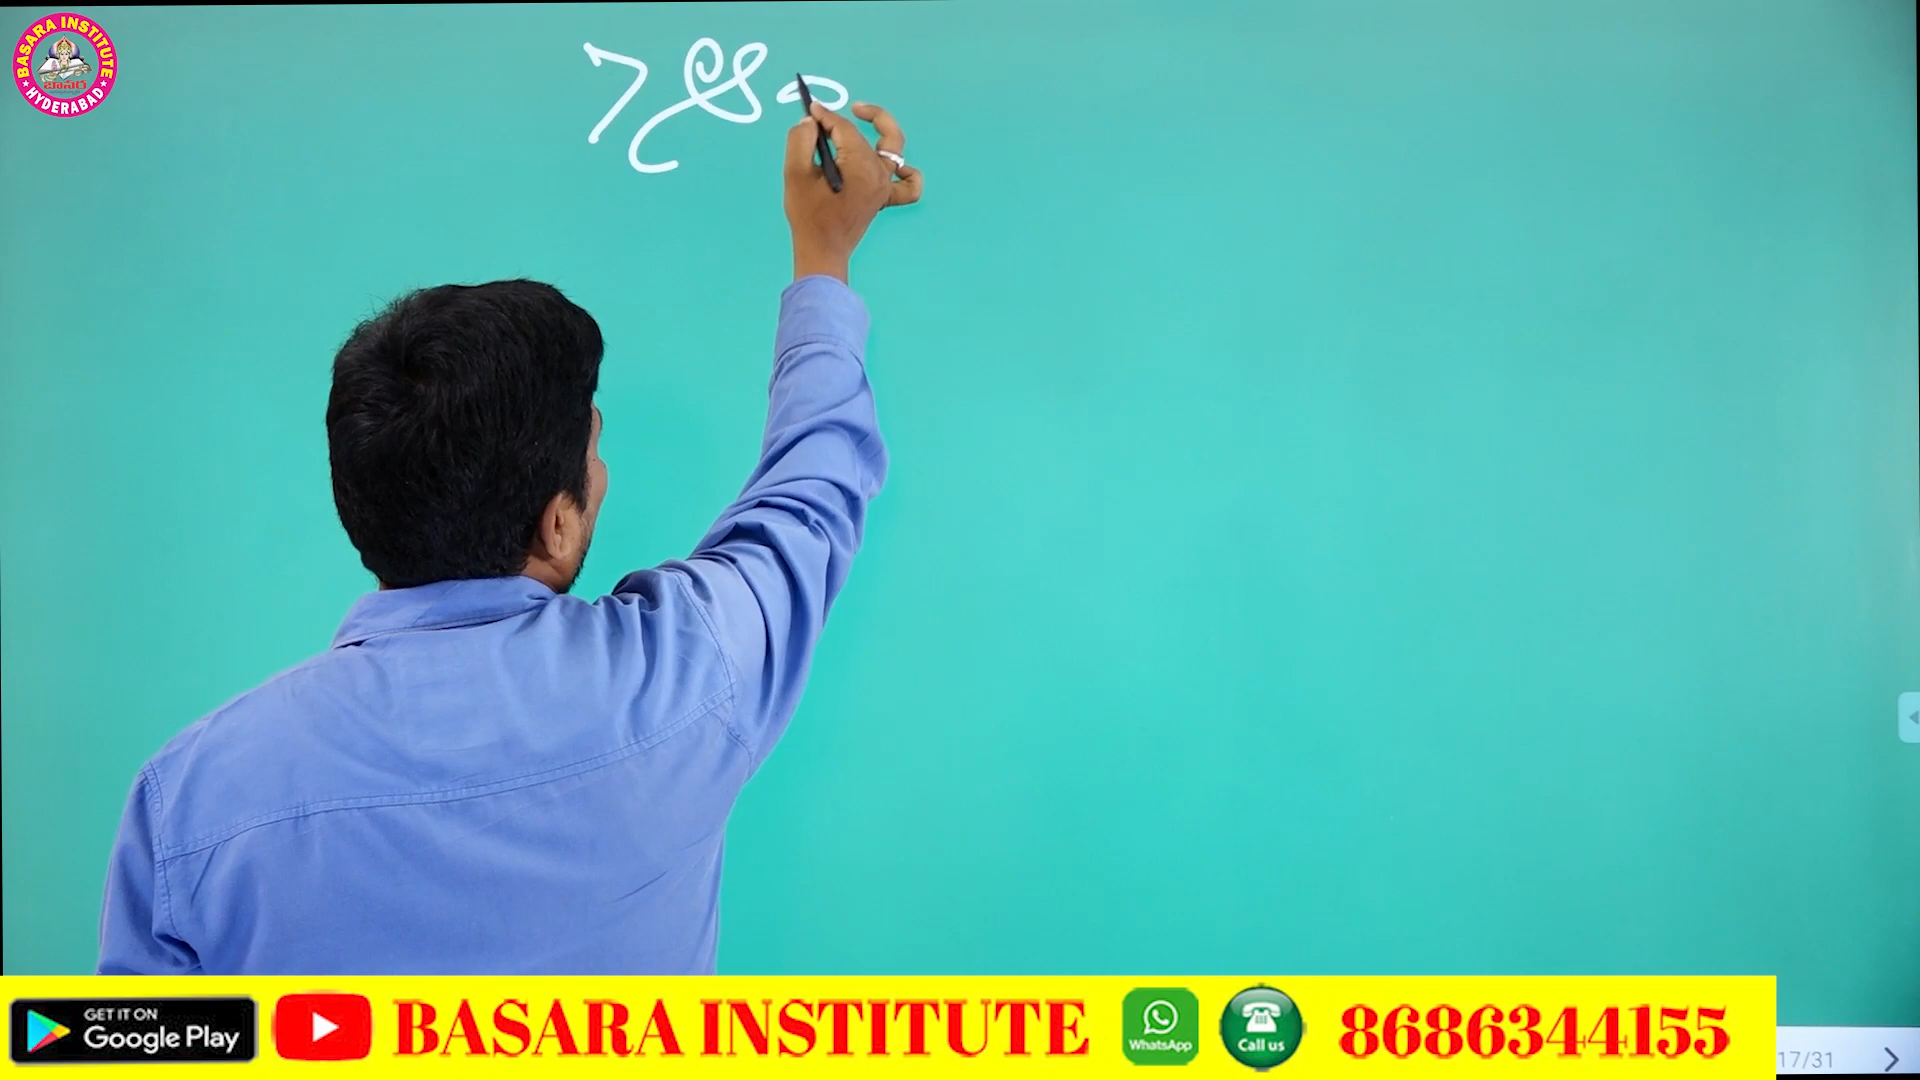 BASARA INSTITUTE
HYDERABAD
GET IT ON
Google Play
BASARA INSTITUTE
WhatsApp
Call us
8686344155
17/31